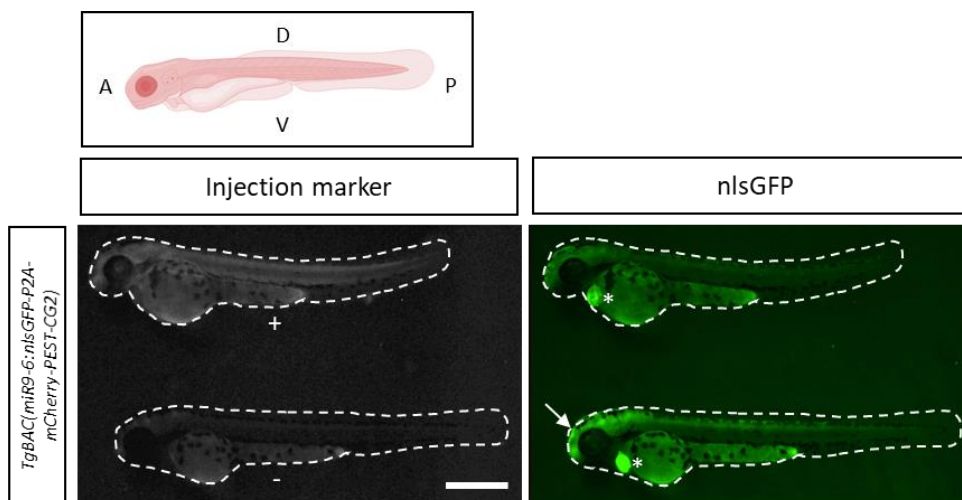 D
A
P
V
Injection marker
nlsGFP
TgBAC(miR9-6:nlsGFP-P2A-
mCherry-PEST-CG2)
+
*
-
*